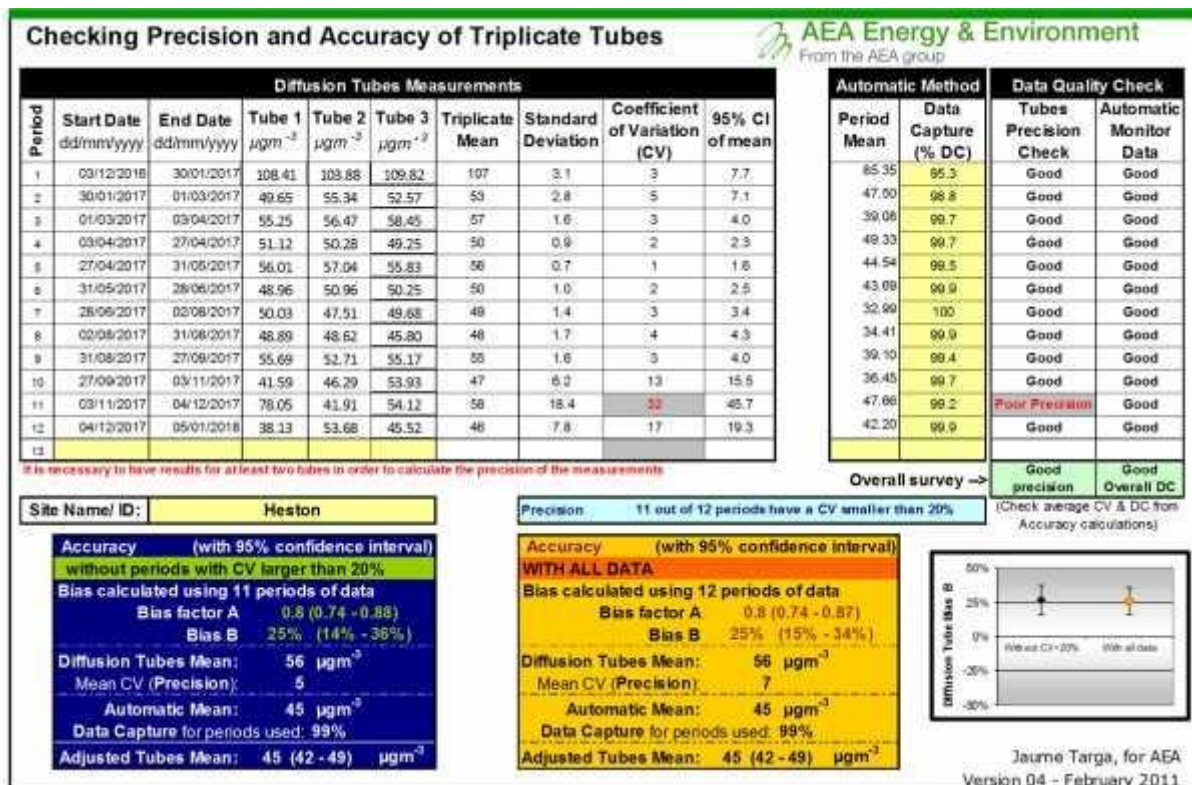 Checking Precision and Accuracy of Triplicate Tubes
AEA Energy & Environment
From the AEA group
Diffusion Tubes Measurements
Automatic Method
Data Quality Check
Period Start Date dd/mm/yyyy End Date dd/mm/yyyy Tube 1 µgm-3 Tube 2 µgm-3 Tube 3 µgm-3 Triplicate Mean Standard Deviation Coefficient of Variation (CV) 95% CI of mean Period Mean Data Capture (% DC) Tubes Precision Check Automatic Monitor Data
1 03/12/2016 30/01/2017 108.41 103.88 109.82 107 3.1 3 7.7 65.35 95.3 Good Good
2 30/01/2017 01/03/2017 49.65 55.34 52.57 53 2.8 5 7.1 47.50 98.8 Good Good
3 01/03/2017 03/04/2017 55.25 56.47 58.45 57 1.6 3 4.0 39.08 99.7 Good Good
4 03/04/2017 27/04/2017 51.12 50.28 49.25 50 0.9 2 2.3 49.33 99.7 Good Good
5 27/04/2017 31/05/2017 56.01 57.04 55.83 56 0.7 1 1.6 44.54 99.5 Good Good
6 31/05/2017 28/06/2017 48.96 50.96 50.25 50 1.0 2 2.5 43.69 99.9 Good Good
7 28/06/2017 02/08/2017 50.03 47.51 49.68 49 1.4 3 3.4 32.99 100 Good Good
8 02/08/2017 31/08/2017 48.89 48.62 45.80 48 1.7 4 4.3 34.41 99.9 Good Good
9 31/08/2017 27/09/2017 55.69 52.71 55.17 55 1.6 3 4.0 39.10 99.4 Good Good
10 27/09/2017 03/11/2017 41.59 46.29 53.93 47 6.2 13 15.5 36.45 99.7 Good Good
11 03/11/2017 04/12/2017 78.05 41.91 54.12 58 18.4 32 45.7 47.66 99.2 Poor Precision Good
12 04/12/2017 05/01/2018 38.13 53.68 45.52 46 7.8 17 19.3 42.20 99.9 Good Good
13
It is necessary to have results for at least two tubes in order to calculate the precision of the measurements
Overall survey --> Good precision Good Overall DC
Site Name/ ID: Heston
Precision 11 out of 12 periods have a CV smaller than 20%
(Check average CV & DC from Accuracy calculations)
Accuracy (with 95% confidence interval)
without periods with CV larger than 20%
Bias calculated using 11 periods of data
Bias factor A 0.8 (0.74 - 0.88)
Bias B 25% (14% - 36%)
Diffusion Tubes Mean: 56 µgm-3
Mean CV (Precision): 5
Automatic Mean: 45 µgm-3
Data Capture for periods used: 99%
Adjusted Tubes Mean: 45 (42 - 49) µgm-3
Accuracy (with 95% confidence interval)
WITH ALL DATA
Bias calculated using 12 periods of data
Bias factor A 0.8 (0.74 - 0.87)
Bias B 25% (15% - 34%)
Diffusion Tubes Mean: 56 µgm-3
Mean CV (Precision): 7
Automatic Mean: 45 µgm-3
Data Capture for periods used: 99%
Adjusted Tubes Mean: 45 (42 - 49) µgm-3
Diffusion Tube Bias B
50%
25%
0%
-25%
-50%
Without CV>20%
With all data
Jaume Targa, for AEA
Version 04 - February 2011